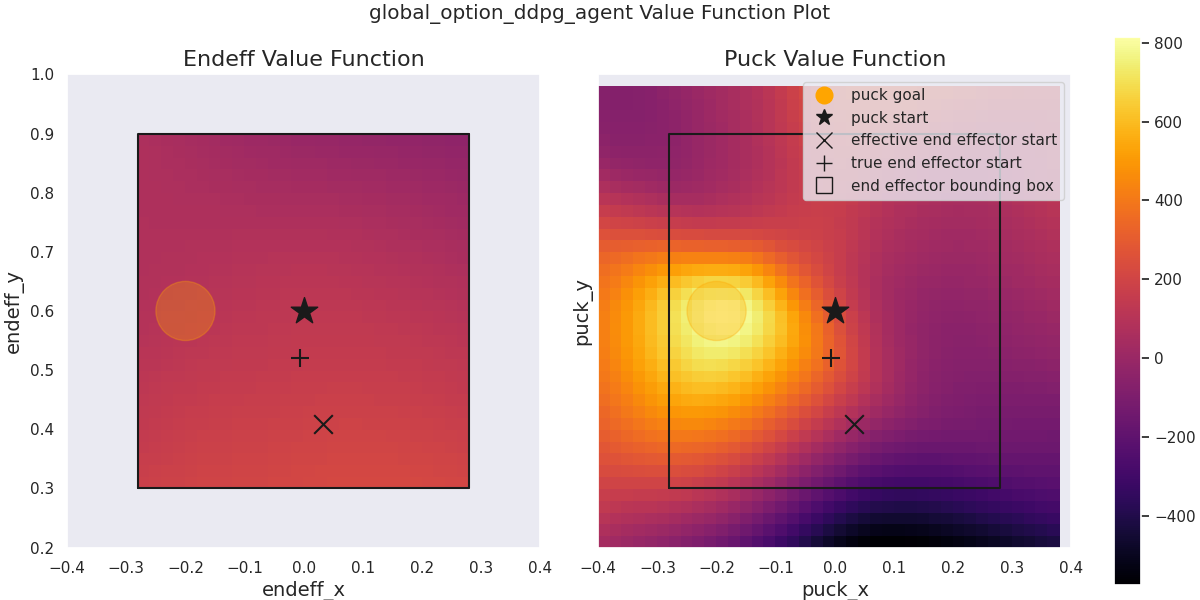 global_option_ddpg_agent Value Function Plot
Endeff Value Function
1.0
0.9
0.8
0.7
0.6
0.5
0.4
0.3
0.2
endeff_y
−0.4 −0.3 −0.2 −0.1 0.0 0.1 0.2 0.3 0.4
endeff_x
Puck Value Function
puck goal
puck start
effective end effector start
true end effector start
end effector bounding box
puck_y
−0.4 −0.3 −0.2 −0.1 0.0 0.1 0.2 0.3 0.4
puck_x
800
600
400
200
0
−200
−400